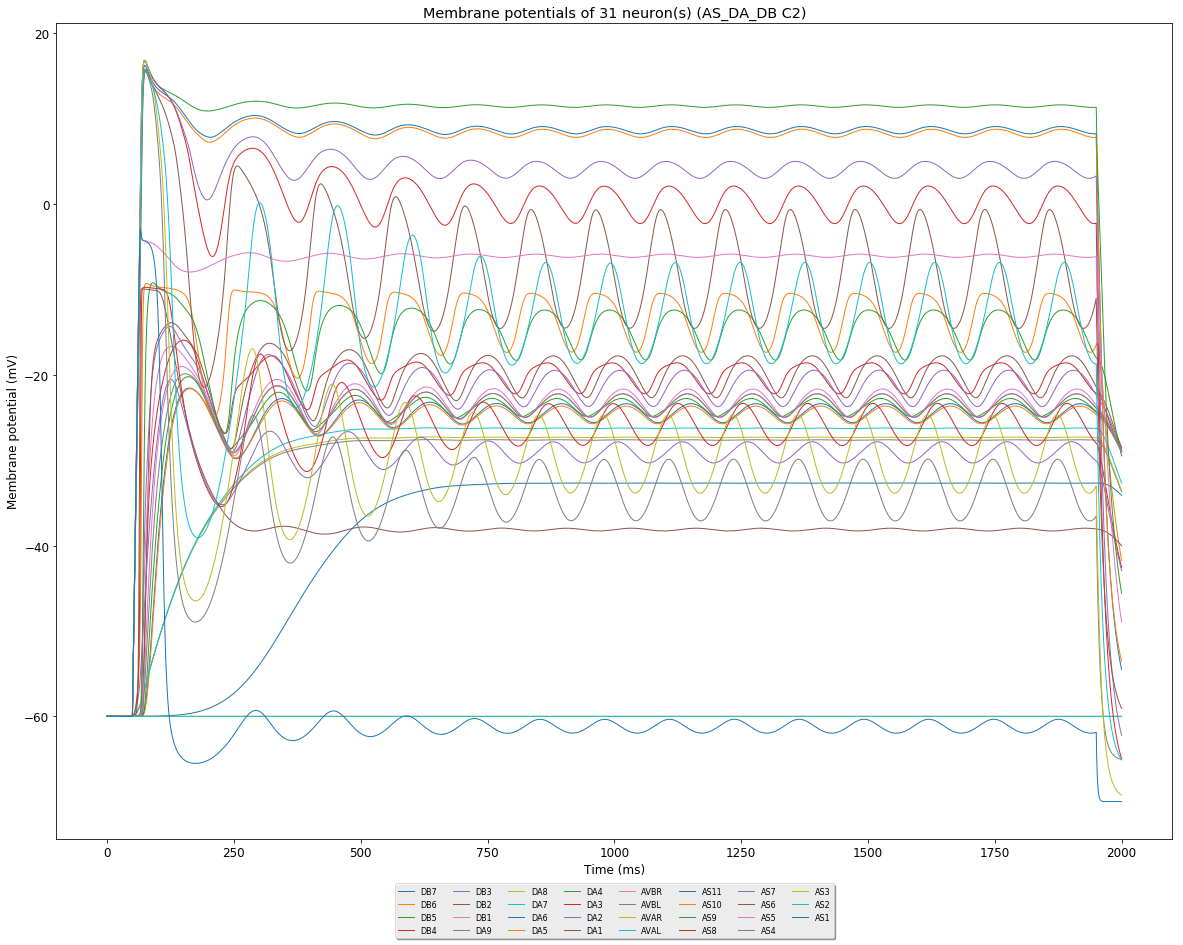 Membrane potentials of 31 neuron(s) (AS_DA_DB C2)
Membrane potential (mV)
20
0
−20
−40
−60
0 250 500 750 1000 1250 1500 1750 2000
Time (ms)
DB7 DB3 DA8 DA4 AVBR AS11 AS7 AS3
DB6 DB2 DA7 DA3 AVBL AS10 AS6 AS2
DB5 DB1 DA6 DA2 AVAR AS9 AS5 AS1
DB4 DA9 DA5 DA1 AVAL AS8 AS4